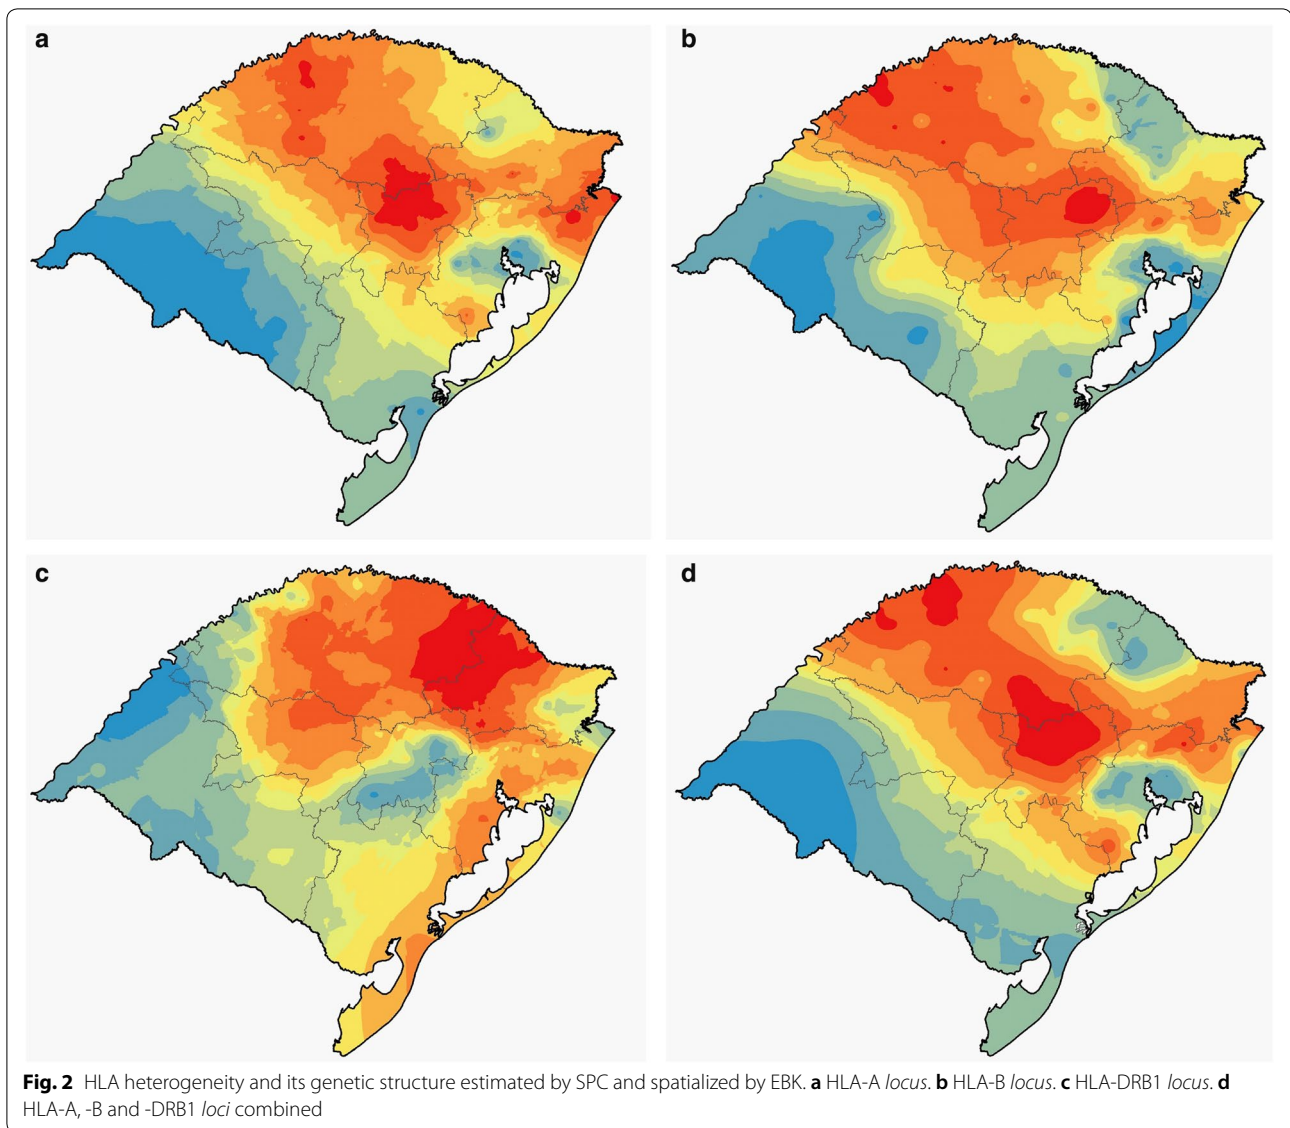 a
b
c
d
Fig. 2 HLA heterogeneity and its genetic structure estimated by SPC and spatialized by EBK. a HLA-A locus. b HLA-B locus. c HLA-DRB1 locus. d
HLA-A, -B and -DRB1 loci combined